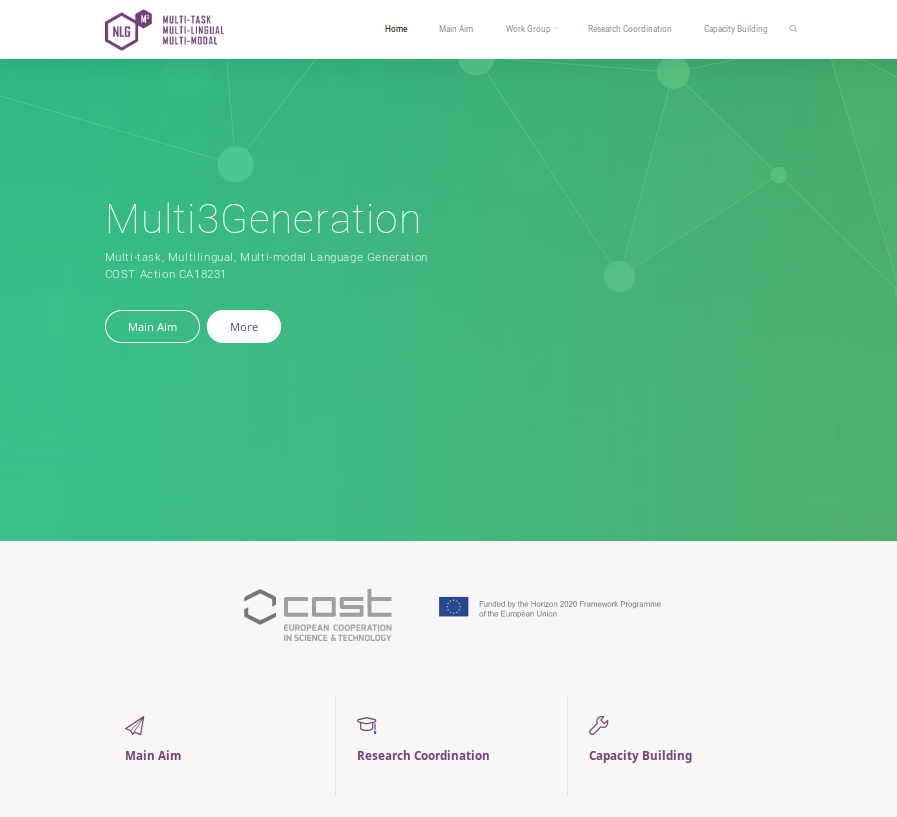 NLG
M3
MULTI-TASK
MULTI-LINGUAL
MULTI-MODAL
Home
Main Aim
Work Group
Research Coordination
Capacity Building
Multi3Generation
Multi-task, Multilingual, Multi-modal Language Generation
COST Action CA18231
Main Aim
More
cost
EUROPEAN COOPERATION
IN SCIENCE & TECHNOLOGY
Funded by the Horizon 2020 Framework Programme
of the European Union
Main Aim
Research Coordination
Capacity Building